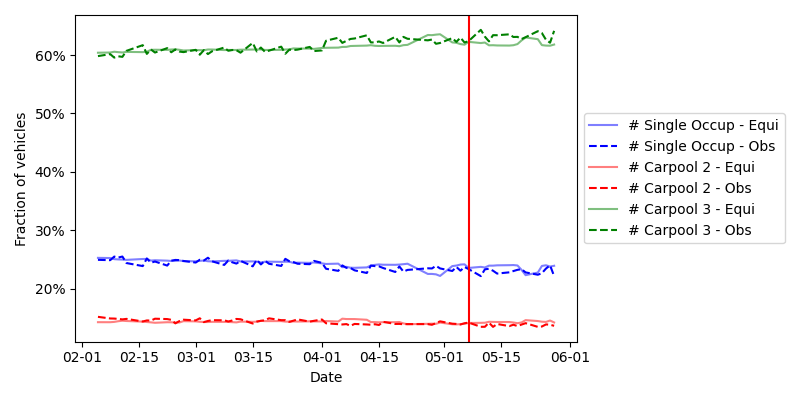 Fraction of vehicles
60%
50%
40%
30%
20%
02-01 02-15 03-01 03-15 04-01 04-15 05-01 05-15 06-01
Date
# Single Occup - Equi
# Single Occup - Obs
# Carpool 2 - Equi
# Carpool 2 - Obs
# Carpool 3 - Equi
# Carpool 3 - Obs